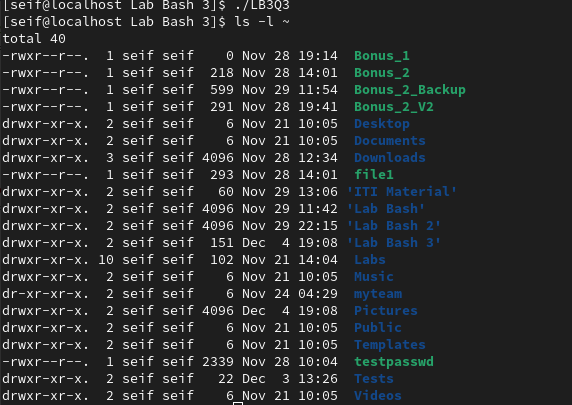 [seif@localhost Lab Bash 3]$ ./LB3Q3
[seif@localhost Lab Bash 3]$ ls -l ~
total 40
-rwxr--r--. 1 seif seif 0 Nov 28 19:14 Bonus_1
-rwxr--r--. 1 seif seif 218 Nov 28 14:01 Bonus_2
-rwxr--r--. 1 seif seif 599 Nov 29 11:54 Bonus_2_Backup
-rwxr--r--. 1 seif seif 291 Nov 28 19:41 Bonus_2_V2
drwxr-xr-x. 2 seif seif 6 Nov 21 10:05 Desktop
drwxr-xr-x. 2 seif seif 6 Nov 21 10:05 Documents
drwxr-xr-x. 3 seif seif 4096 Nov 28 12:34 Downloads
-rwxr--r--. 1 seif seif 293 Nov 28 14:01 file1
drwxr-xr-x. 2 seif seif 60 Nov 29 13:06 'ITI Material'
drwxr-xr-x. 2 seif seif 4096 Nov 29 11:42 'Lab Bash'
drwxr-xr-x. 2 seif seif 4096 Nov 29 22:15 'Lab Bash 2'
drwxr-xr-x. 2 seif seif 151 Dec 4 19:08 'Lab Bash 3'
drwxr-xr-x. 10 seif seif 102 Nov 21 14:04 Labs
drwxr-xr-x. 2 seif seif 6 Nov 21 10:05 Music
dr-xr-xr-x. 2 seif seif 6 Nov 24 04:29 myteam
drwxr-xr-x. 2 seif seif 4096 Dec 4 19:08 Pictures
drwxr-xr-x. 2 seif seif 6 Nov 21 10:05 Public
drwxr-xr-x. 2 seif seif 6 Nov 21 10:05 Templates
-rwxr--r--. 1 seif seif 2339 Nov 28 10:04 testpasswd
drwxr-xr-x. 2 seif seif 22 Dec 3 13:26 Tests
drwxr-xr-x. 2 seif seif 6 Nov 21 10:05 Videos